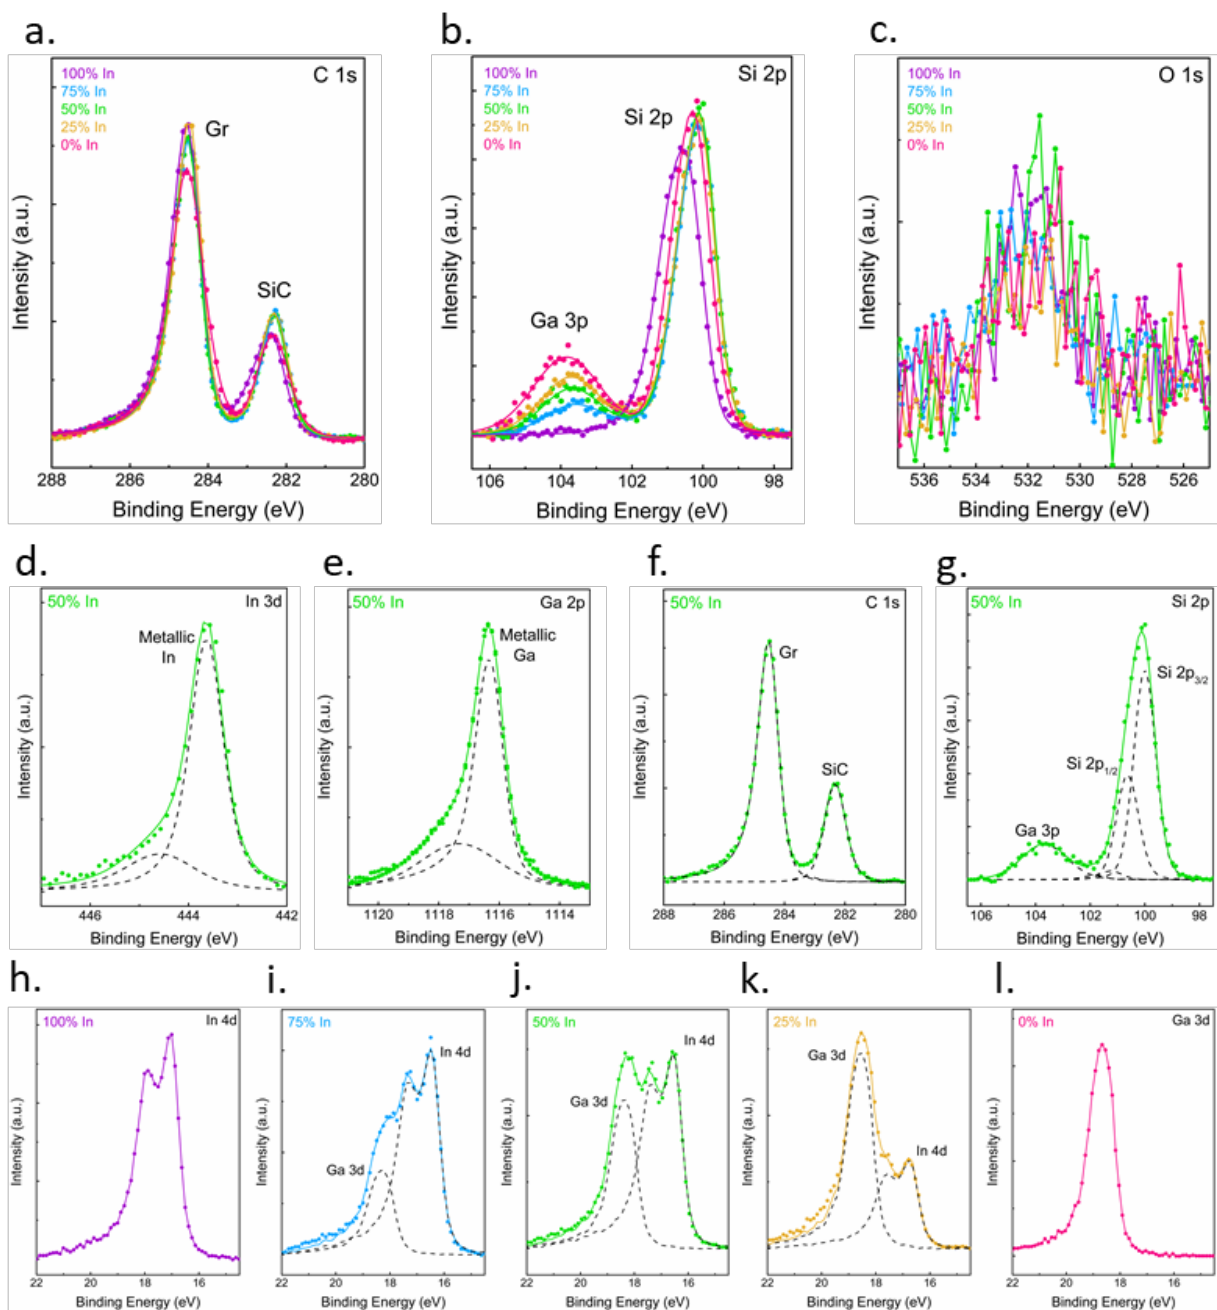 a.
100% In
75% In
50% In
25% In
0% In
C 1s
Gr
SiC
Intensity (a.u.)
288
286
284
282
280
Binding Energy (eV)
b.
100% In
75% In
50% In
25% In
0% In
Si 2p
Si 2p
Ga 3p
Intensity (a.u.)
106
104
102
100
98
Binding Energy (eV)
c.
100% In
75% In
50% In
25% In
0% In
O 1s
Intensity (a.u.)
536
534
532
530
528
526
Binding Energy (eV)
d.
50% In
In 3d
Metallic
In
Intensity (a.u.)
446
444
442
Binding Energy (eV)
e.
50% In
Ga 2p
Metallic
Ga
Intensity (a.u.)
1120
1118
1116
1114
Binding Energy (eV)
f.
50% In
C 1s
Gr
SiC
Intensity (a.u.)
288
286
284
282
280
Binding Energy (eV)
g.
50% In
Si 2p
Si 2p3/2
Si 2p1/2
Ga 3p
Intensity (a.u.)
106
104
102
100
98
Binding Energy (eV)
h.
100% In
In 4d
Intensity (a.u.)
22
20
18
16
Binding Energy (eV)
i.
75% In
In 4d
Ga 3d
Intensity (a.u.)
22
20
18
16
Binding Energy (eV)
j.
50% In
In 4d
Ga 3d
Intensity (a.u.)
22
20
18
16
Binding Energy (eV)
k.
25% In
Ga 3d
In 4d
Intensity (a.u.)
22
20
18
16
Binding Energy (eV)
l.
0% In
Ga 3d
Intensity (a.u.)
22
20
18
16
Binding Energy (eV)